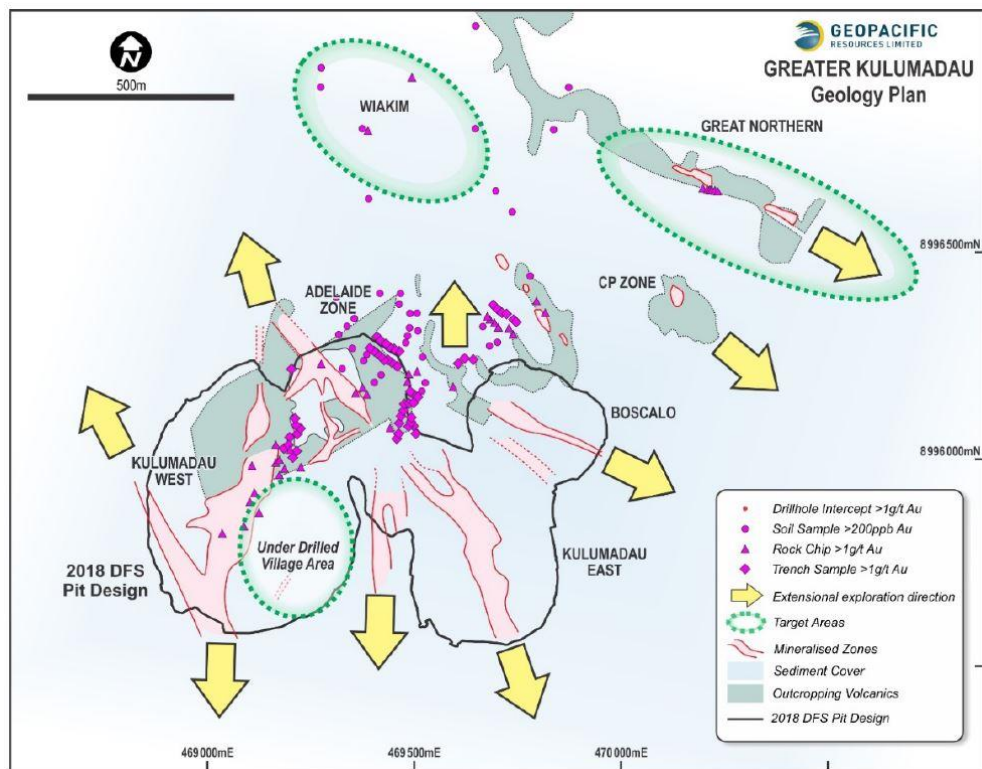 N
500m
GEOPACIFIC
RESOURCES LIMITED
GREATER KULUMADAU
Geology Plan
WIAKIM
GREAT NORTHERN
8996500mN
ADELAIDE
ZONE
CP ZONE
BOSCALO
KULUMADAU
WEST
8996000mN
Under Drilled
Village Area
KULUMADAU
EAST
2018 DFS
Pit Design
Drillhole Intercept >1g/t Au
Soil Sample >200ppb Au
Rock Chip >1g/t Au
Trench Sample >1g/t Au
Extensional exploration direction
Target Areas
Mineralised Zones
Sediment Cover
Outcropping Volcanics
2018 DFS Pit Design
469000mE
469500mE
470000mE